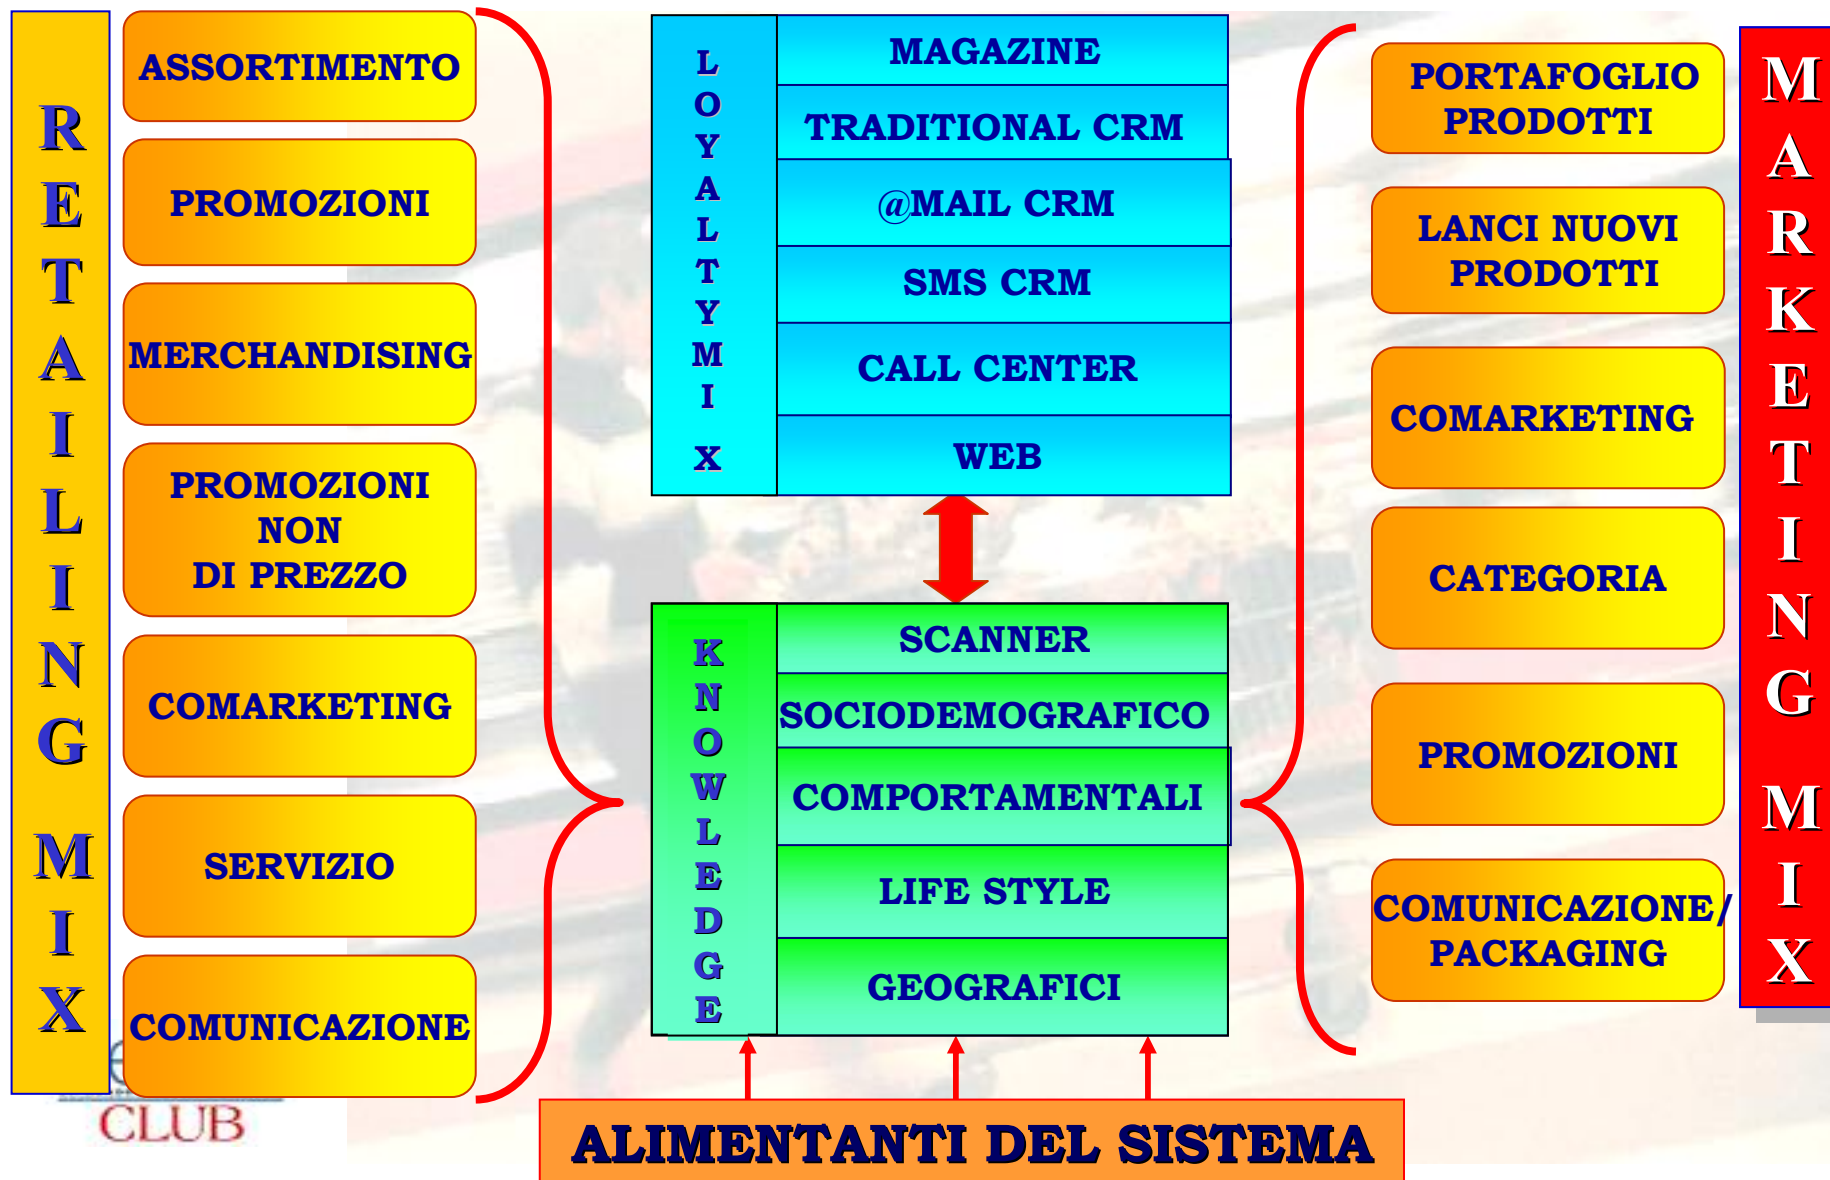 RETAILING MIX
ASSORTIMENTO
PROMOZIONI
MERCHANDISING
PROMOZIONI
NON
DI PREZZO
COMARKETING
SERVIZIO
COMUNICAZIONE
CLUB
LOYALTY MIX
MAGAZINE
TRADITIONAL CRM
@MAIL CRM
SMS CRM
CALL CENTER
WEB
KNOWLEDGE
SCANNER
SOCIODEMOGRAFICO
COMPORTAMENTALI
LIFE STYLE
GEOGRAFICI
ALIMENTANTI DEL SISTEMA
PORTAFOGLIO
PRODOTTI
LANCI NUOVI
PRODOTTI
COMARKETING
CATEGORIA
PROMOZIONI
COMUNICAZIONE/
PACKAGING
MARKETING MIX